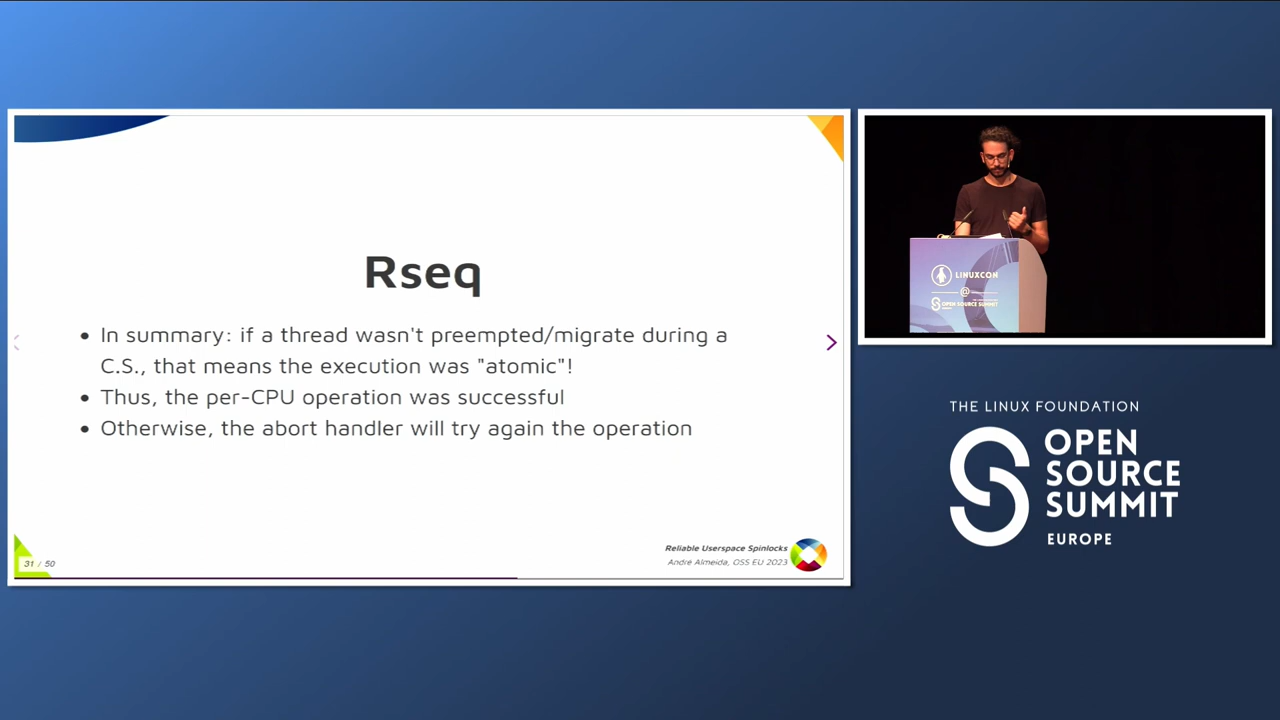 Rseq
In summary: if a thread wasn't preempted/migrate during a
C.S., that means the execution was "atomic"!
Thus, the per-CPU operation was successful
Otherwise, the abort handler will try again the operation
31 / 50
Reliable Userspace Spinlocks
André Almeida, OSS EU 2023
LINUXCON
@
OPEN SOURCE SUMMIT
THE LINUX FOUNDATION
OPEN
SOURCE
SUMMIT
EUROPE